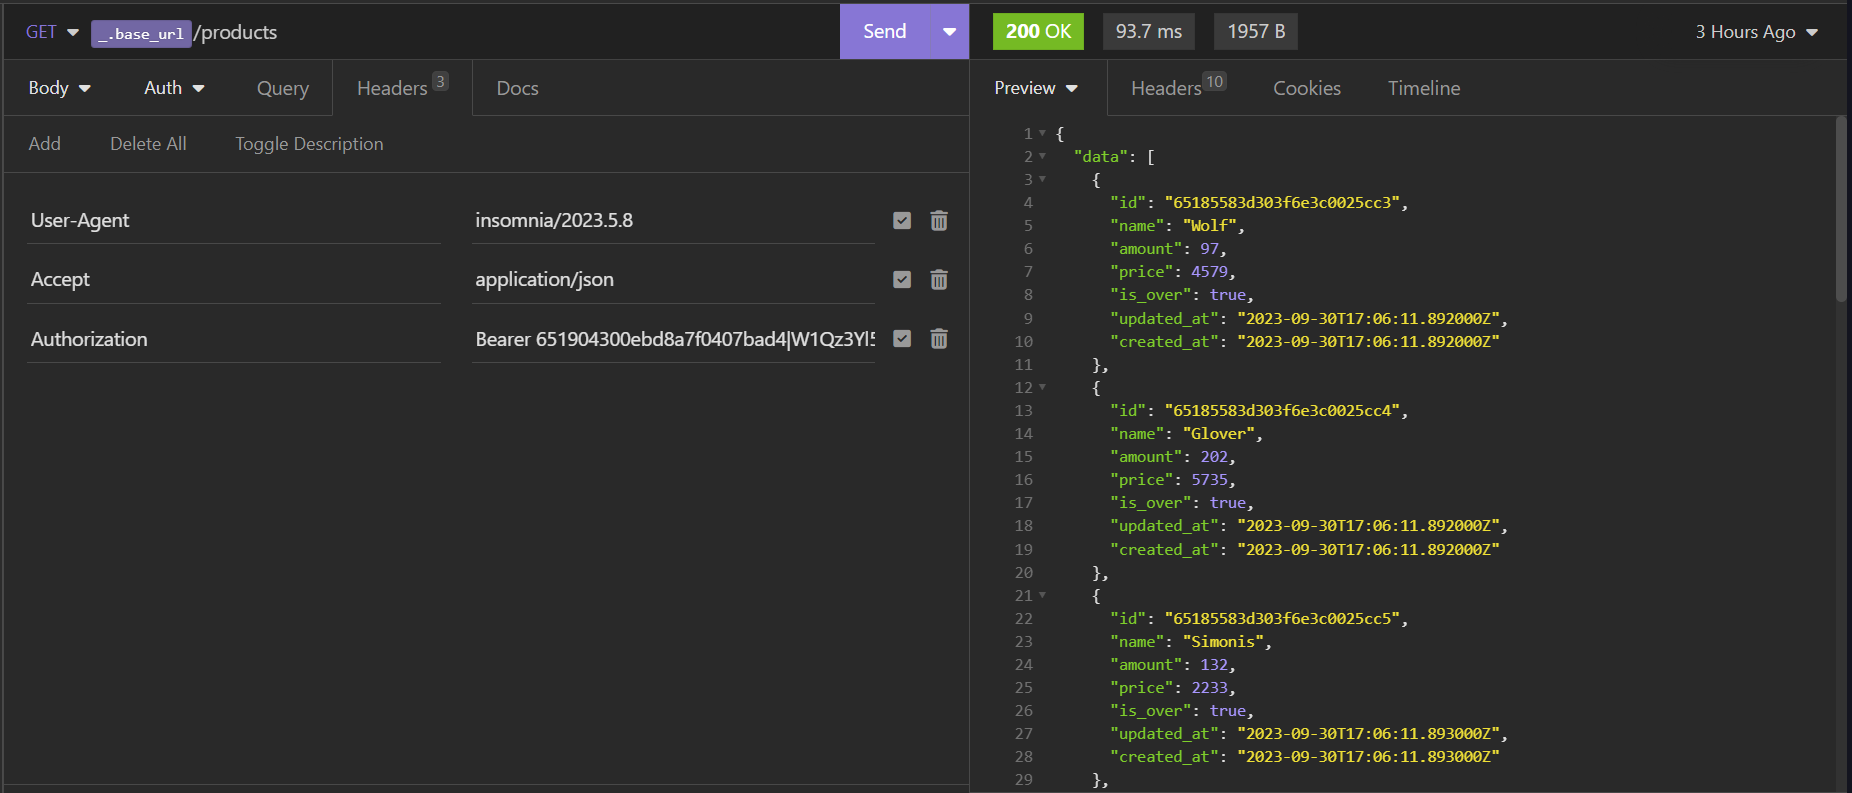 GET _.base_url /products Send
Body Auth Query Headers 3 Docs
Add Delete All Toggle Description
User-Agent insomnia/2023.5.8
Accept application/json
Authorization Bearer 651904300ebd8a7f0407bad4|W1Qz3Yl5
200 OK 93.7 ms 1957 B 3 Hours Ago
Preview Headers 10 Cookies Timeline
1 {
2 "data": [
3 {
4 "id": "65185583d303f6e3c0025cc3",
5 "name": "Wolf",
6 "amount": 97,
7 "price": 4579,
8 "is_over": true,
9 "updated_at": "2023-09-30T17:06:11.892000Z",
10 "created_at": "2023-09-30T17:06:11.892000Z"
11 },
12 {
13 "id": "65185583d303f6e3c0025cc4",
14 "name": "Glover",
15 "amount": 202,
16 "price": 5735,
17 "is_over": true,
18 "updated_at": "2023-09-30T17:06:11.892000Z",
19 "created_at": "2023-09-30T17:06:11.892000Z"
20 },
21 {
22 "id": "65185583d303f6e3c0025cc5",
23 "name": "Simonis",
24 "amount": 132,
25 "price": 2233,
26 "is_over": true,
27 "updated_at": "2023-09-30T17:06:11.893000Z",
28 "created_at": "2023-09-30T17:06:11.893000Z"
29 },